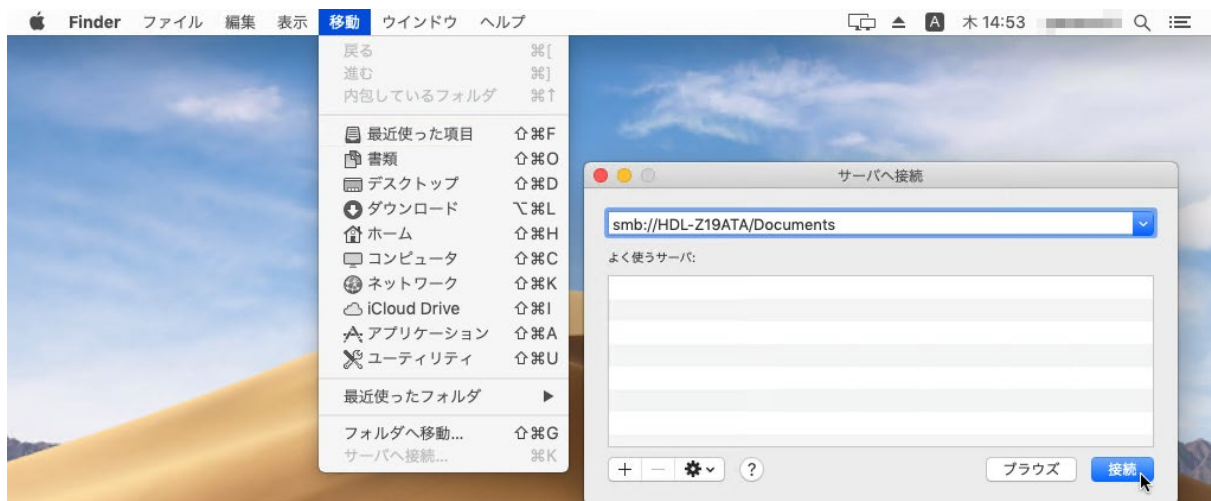 Finder ファイル 編集 表示 移動 ウインドウ ヘルプ A 木 14:53
戻る ⌘[
進む ⌘]
内包しているフォルダ ⌘↑
最近使った項目 ⇧⌘F
書類 ⇧⌘O
デスクトップ ⇧⌘D
ダウンロード ⌥⌘L
ホーム ⇧⌘H
コンピュータ ⇧⌘C
ネットワーク ⇧⌘K
iCloud Drive ⇧⌘I
アプリケーション ⇧⌘A
ユーティリティ ⇧⌘U
最近使ったフォルダ ▶
フォルダへ移動... ⇧⌘G
サーバへ接続... ⌘K
サーバへ接続
smb://HDL-Z19ATA/Documents
よく使うサーバ:
+ − ? ブラウズ 接続